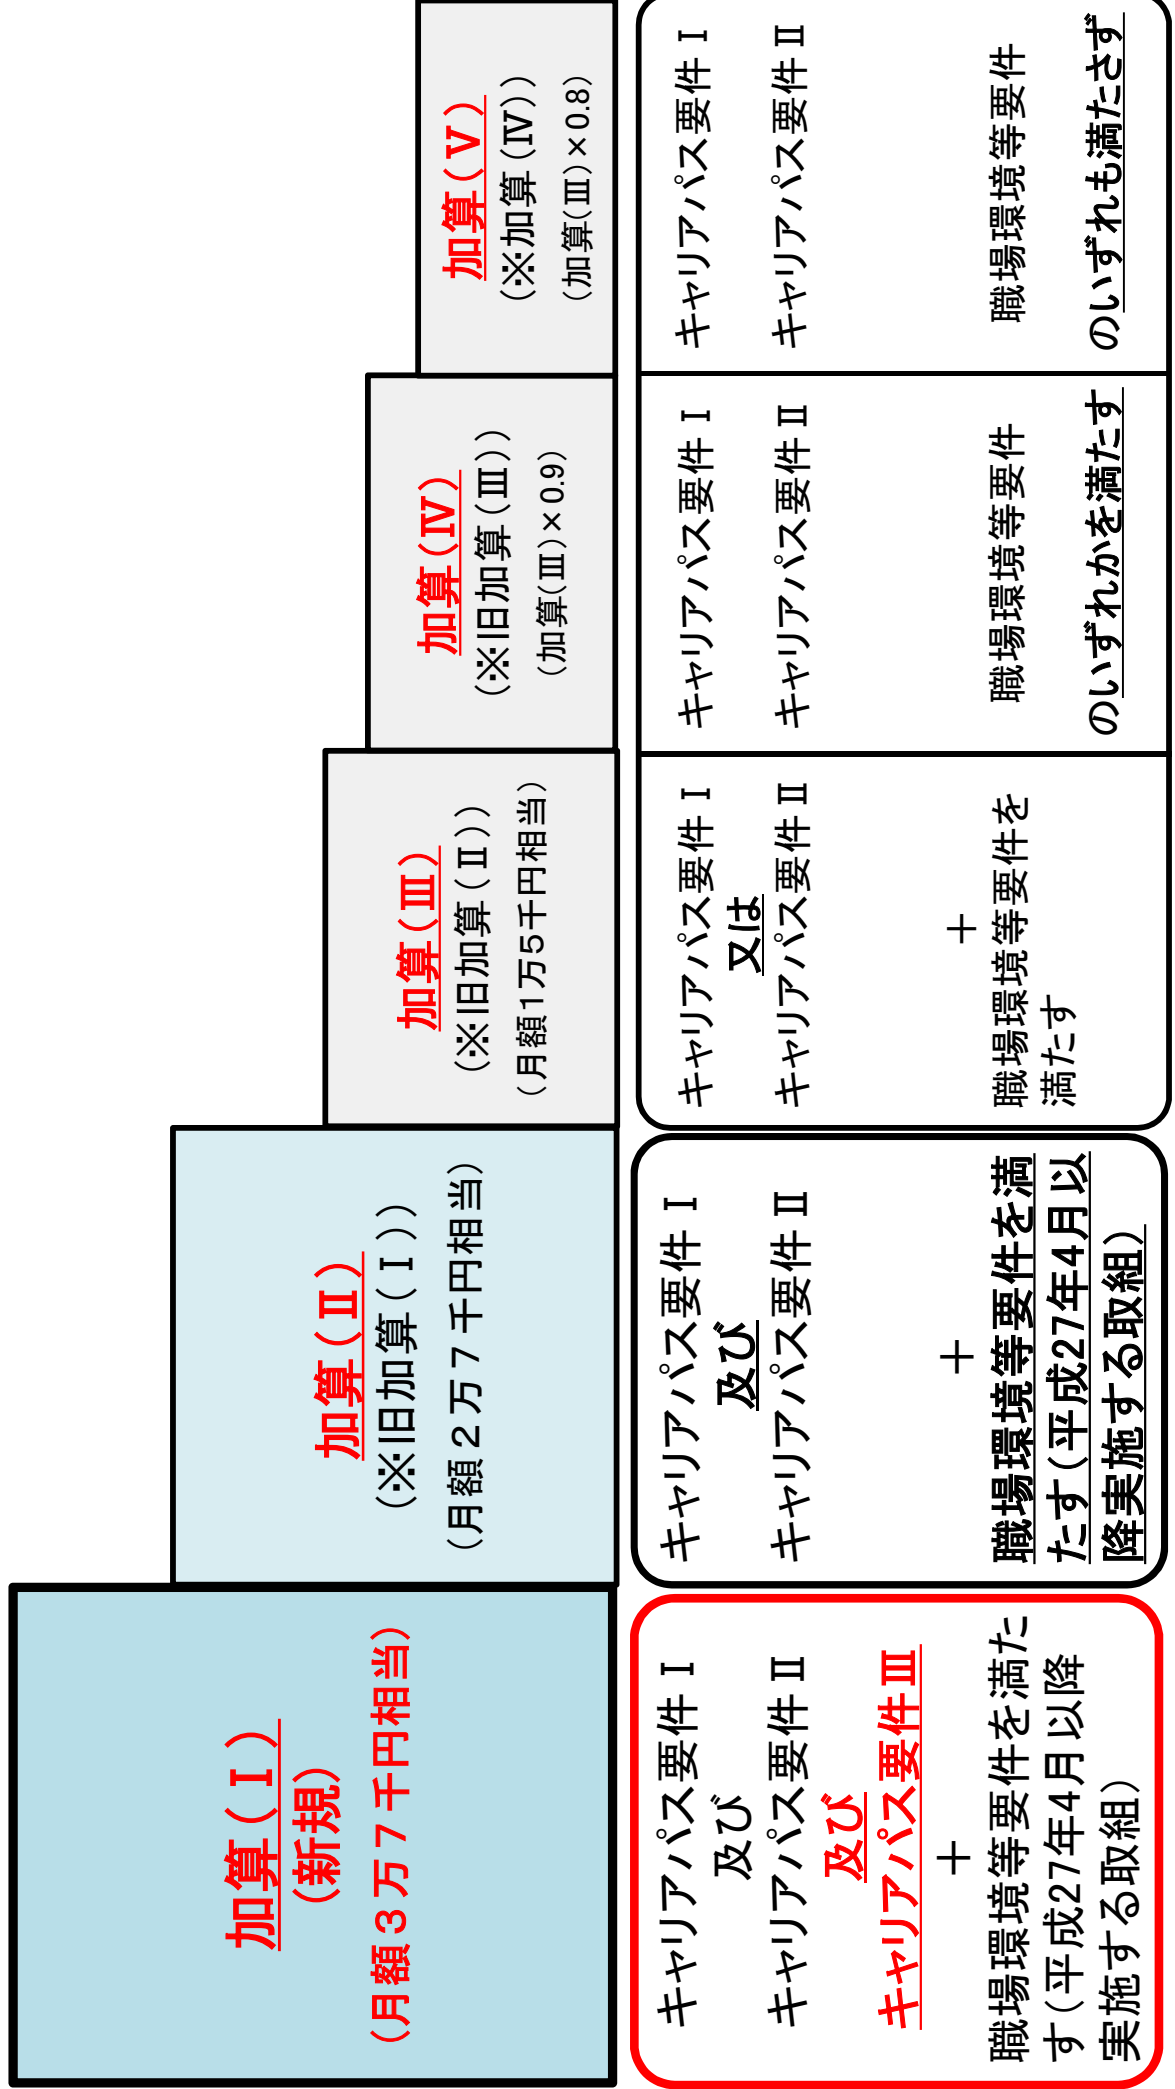 加算（Ⅰ）
（新規）
（月額３万７千円相当）
加算（Ⅱ）
（※旧加算（Ⅰ））
（月額２万７千円相当）
加算（Ⅲ）
（※旧加算（Ⅱ））
（月額1万5千円相当）
加算（Ⅳ）
（※旧加算（Ⅲ））
（加算（Ⅲ）×0.9）
加算（Ⅴ）
（※加算（Ⅳ））
（加算（Ⅲ）×0.8）
キャリアパス要件Ⅰ
及び
キャリアパス要件Ⅱ
及び
キャリアパス要件Ⅲ
＋
職場環境等要件を満た
す（平成27年4月以降
実施する取組）
キャリアパス要件Ⅰ
及び
キャリアパス要件Ⅱ
＋
職場環境等要件を満
たす（平成27年4月以
降実施する取組）
キャリアパス要件Ⅰ
又は
キャリアパス要件Ⅱ
＋
職場環境等要件を
満たす
キャリアパス要件Ⅰ
キャリアパス要件Ⅱ
職場環境等要件
のいずれかを満たす
キャリアパス要件Ⅰ
キャリアパス要件Ⅱ
職場環境等要件
のいずれも満たさず